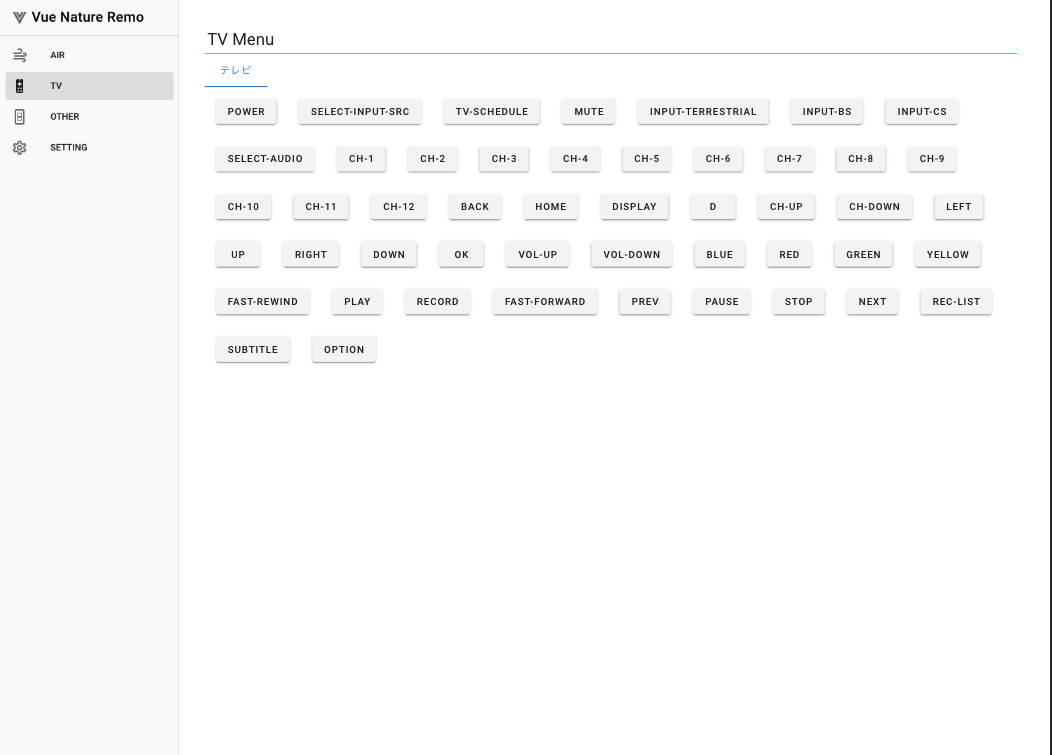 Vue Nature Remo
AIR
TV
OTHER
SETTING
TV Menu
テレビ
POWER SELECT-INPUT-SRC TV-SCHEDULE MUTE INPUT-TERRESTRIAL INPUT-BS INPUT-CS
SELECT-AUDIO CH-1 CH-2 CH-3 CH-4 CH-5 CH-6 CH-7 CH-8 CH-9
CH-10 CH-11 CH-12 BACK HOME DISPLAY D CH-UP CH-DOWN LEFT
UP RIGHT DOWN OK VOL-UP VOL-DOWN BLUE RED GREEN YELLOW
FAST-REWIND PLAY RECORD FAST-FORWARD PREV PAUSE STOP NEXT REC-LIST
SUBTITLE OPTION